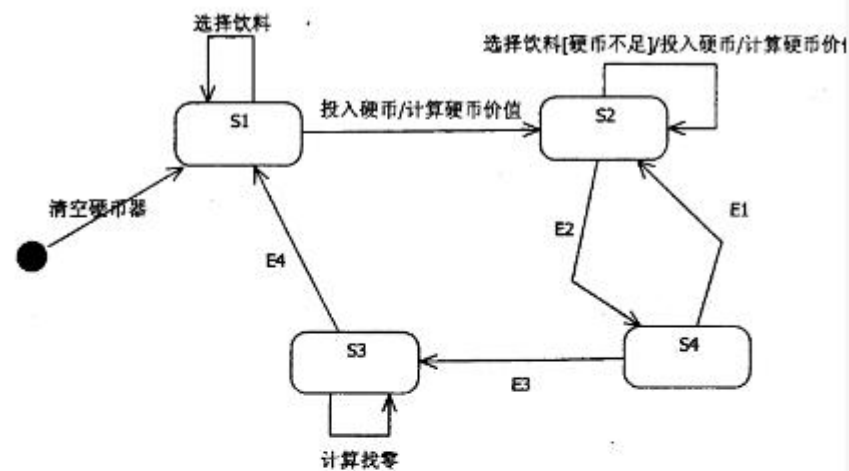 选择饮料
选择饮料[硬币不足]/投入硬币/计算硬币价
S1
投入硬币/计算硬币价值
S2
清空硬币器
E4
E2
E1
S3
E3
S4
计算找零